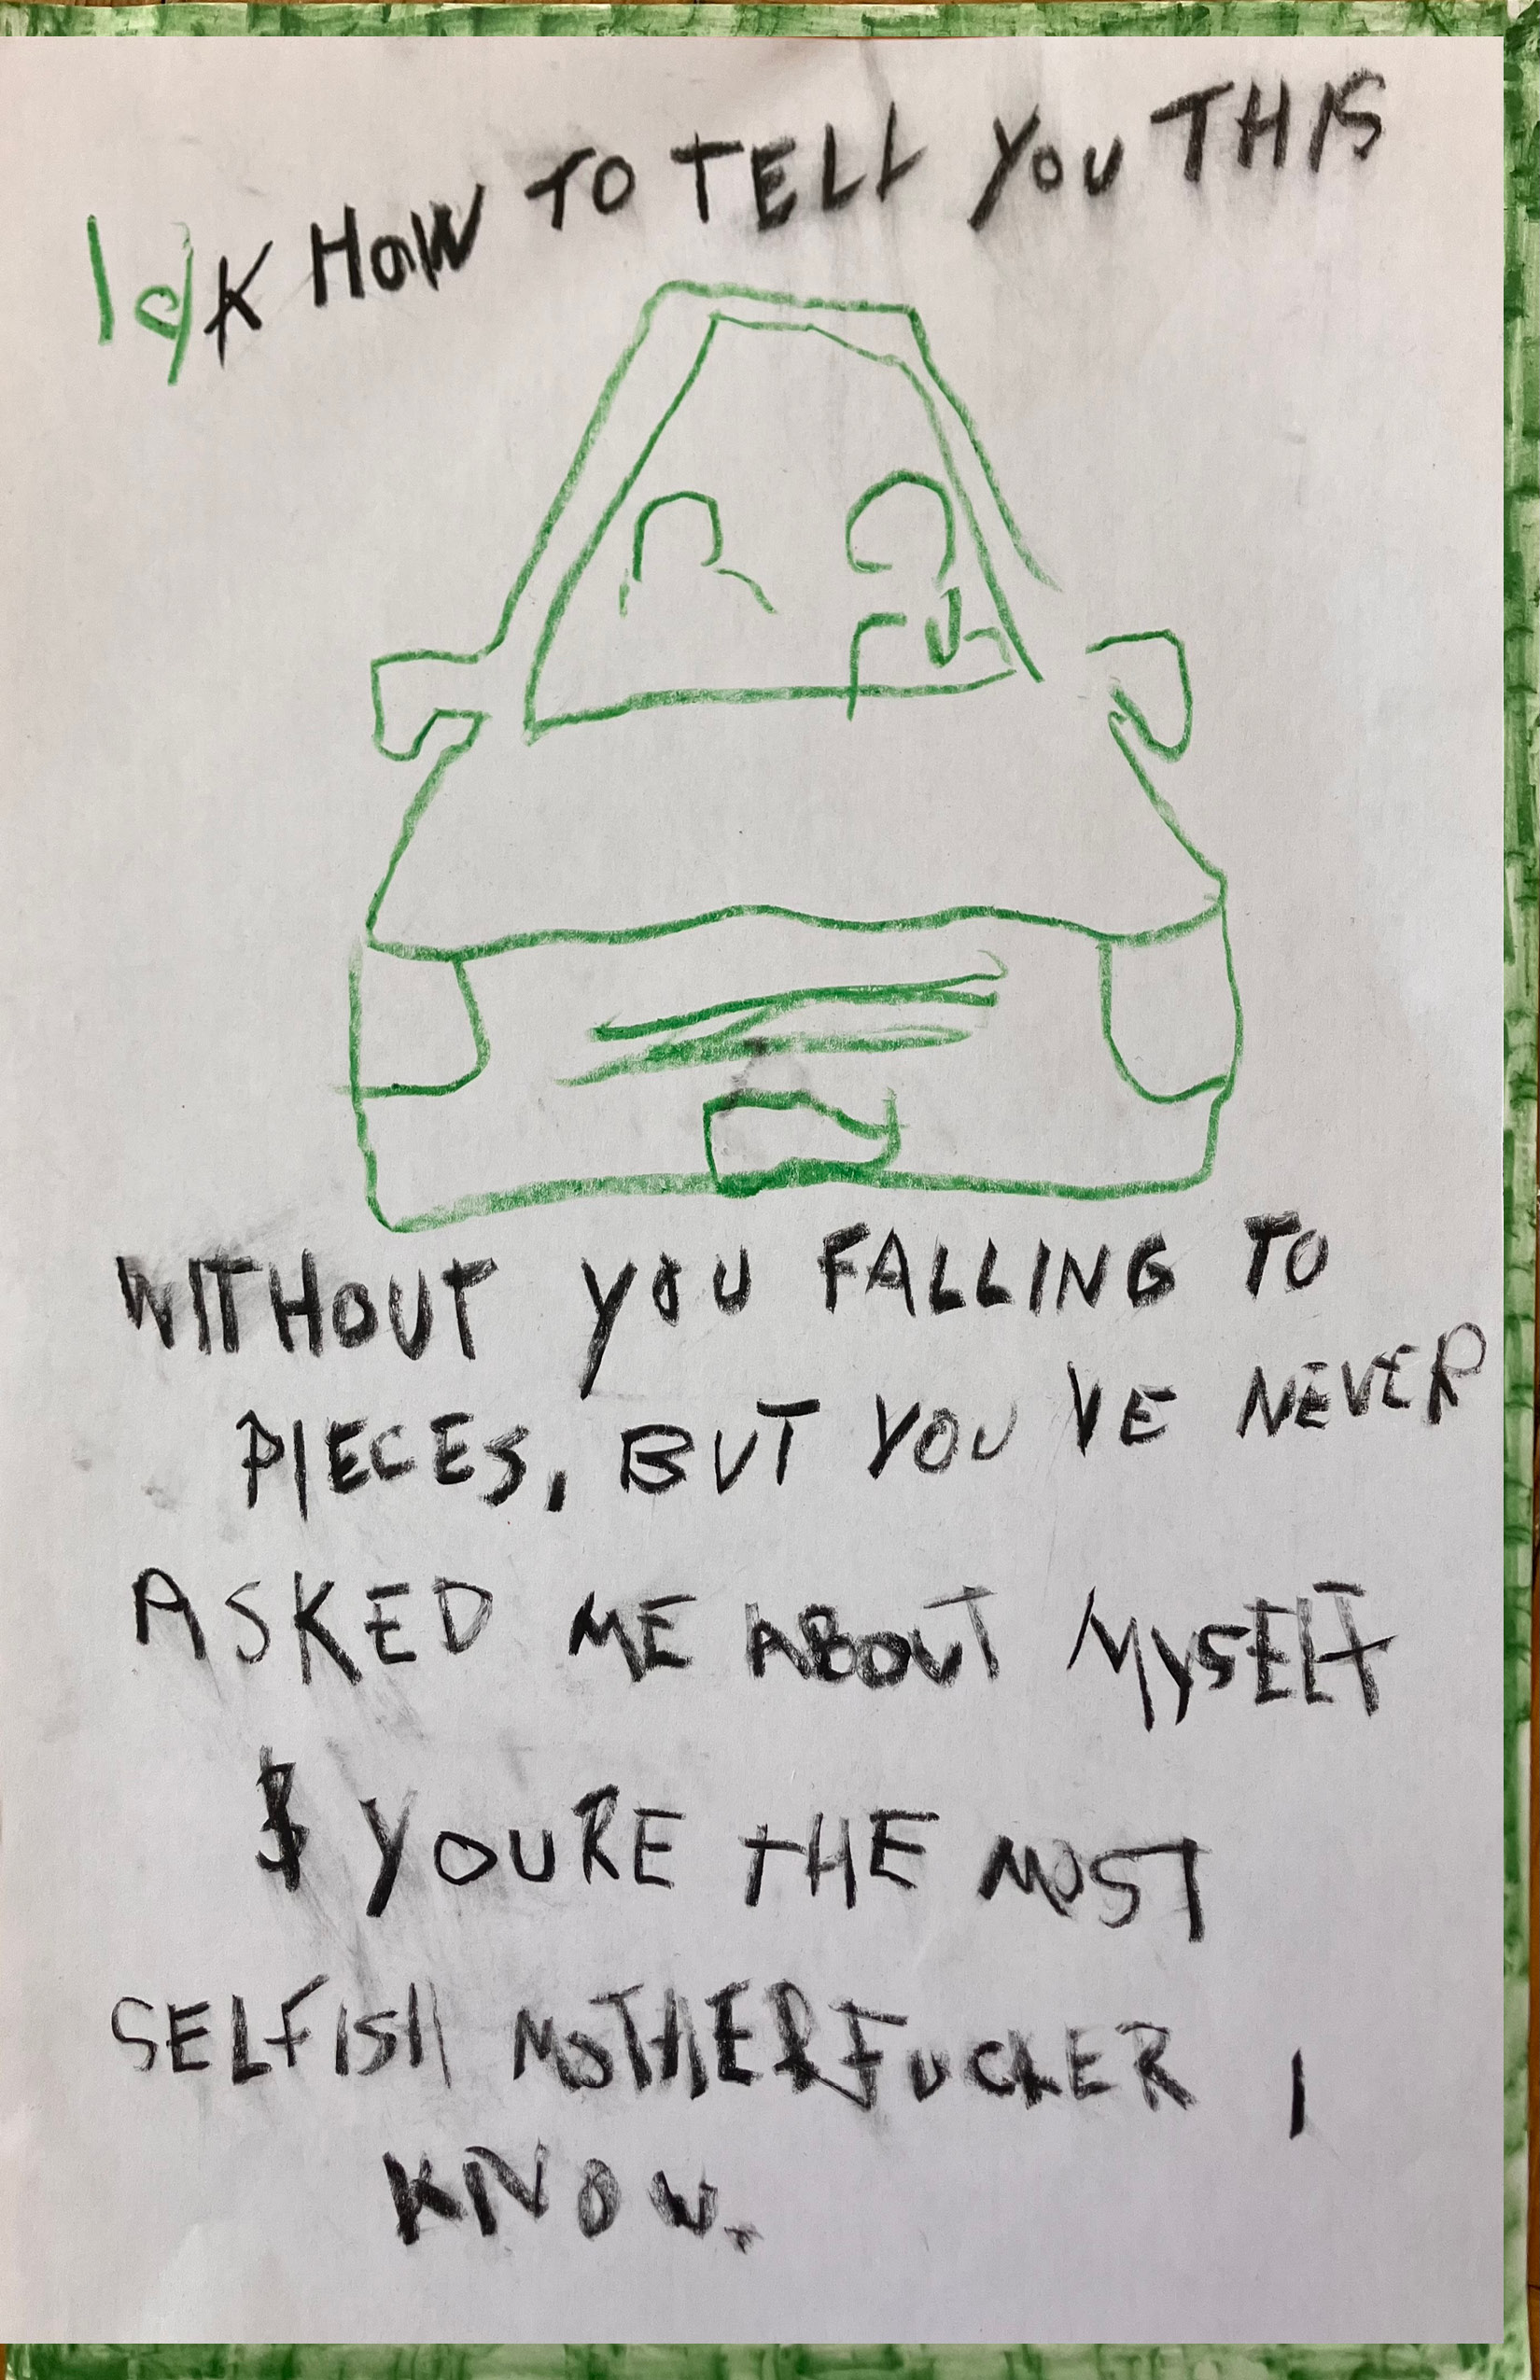 Idk HOW TO TELL YOU THIS
WITHOUT YOU FALLING TO
PIECES, BUT YOU'VE NEVER
ASKED ME ABOUT MYSELF
$ YOURE THE MOST
SELFISH MOTHERFUCKER I
KNOW.